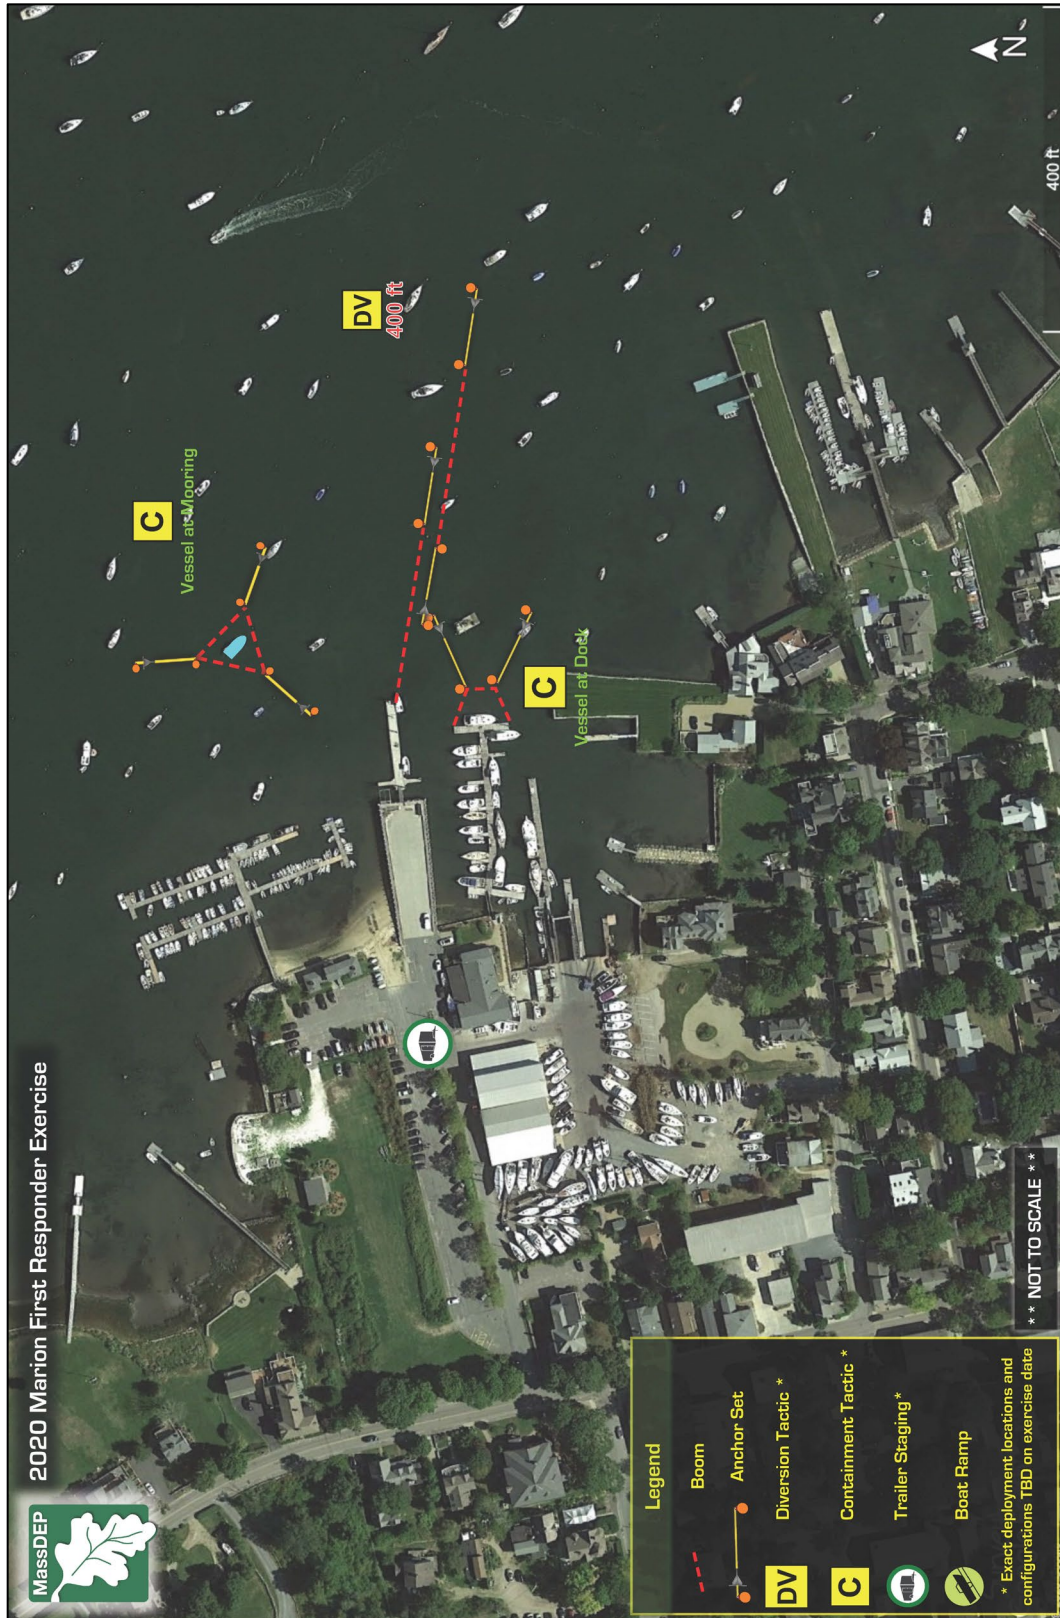 MassDEP
2020 Marion First Responder Exercise
C
Vessel at Mooring
DV
400 ft
C
Vessel at Dock
N
400 ft
Legend
Boom
Anchor Set
DV
Diversion Tactic *
C
Containment Tactic *
Trailer Staging*
Boat Ramp
* Exact deployment locations and
configurations TBD on exercise date
** NOT TO SCALE **